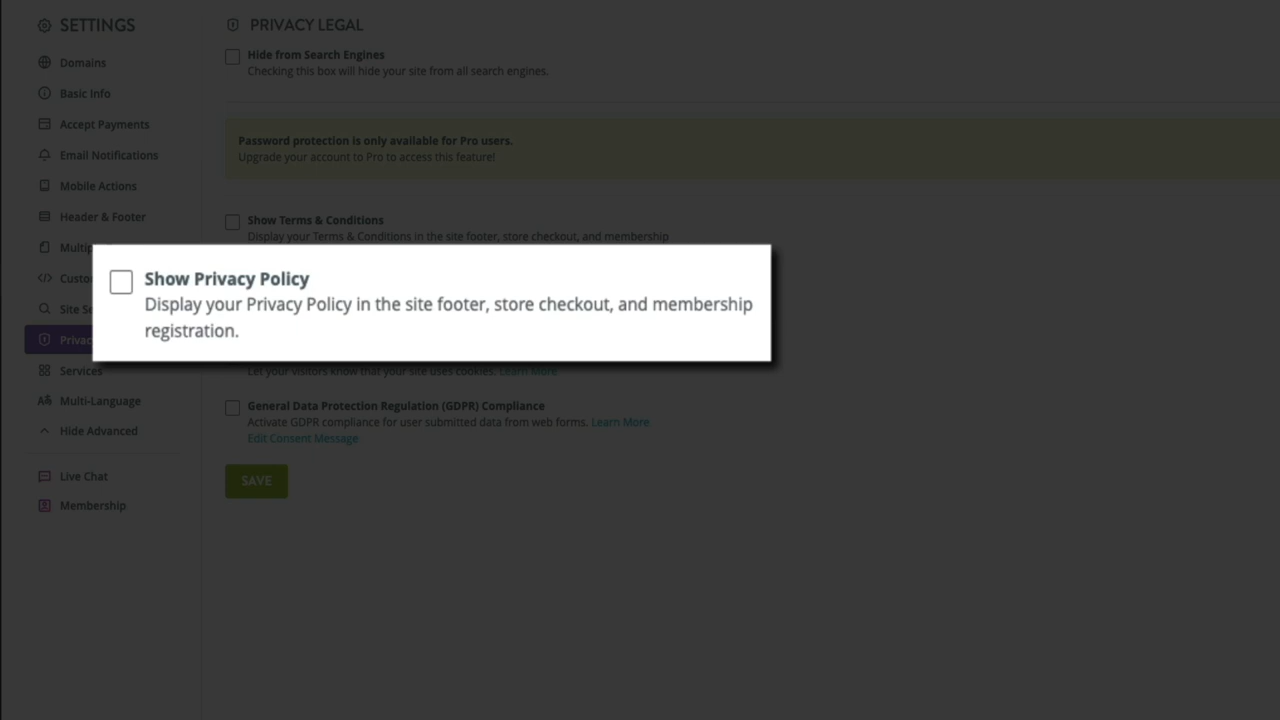 SETTINGS
Domains
Basic Info
Accept Payments
Email Notifications
Mobile Actions
Header & Footer
Multip
Custo
Site Se
Privac
Services
Multi-Language
Hide Advanced
Live Chat
Membership
PRIVACY LEGAL
Hide from Search Engines
Checking this box will hide your site from all search engines.
Password protection is only available for Pro users.
Upgrade your account to Pro to access this feature!
Show Terms & Conditions
Display your Terms & Conditions in the site footer, store checkout, and membership
Show Privacy Policy
Display your Privacy Policy in the site footer, store checkout, and membership
registration.
Let your visitors know that your site uses cookies. Learn More
General Data Protection Regulation (GDPR) Compliance
Activate GDPR compliance for user submitted data from web forms. Learn More
Edit Consent Message
SAVE